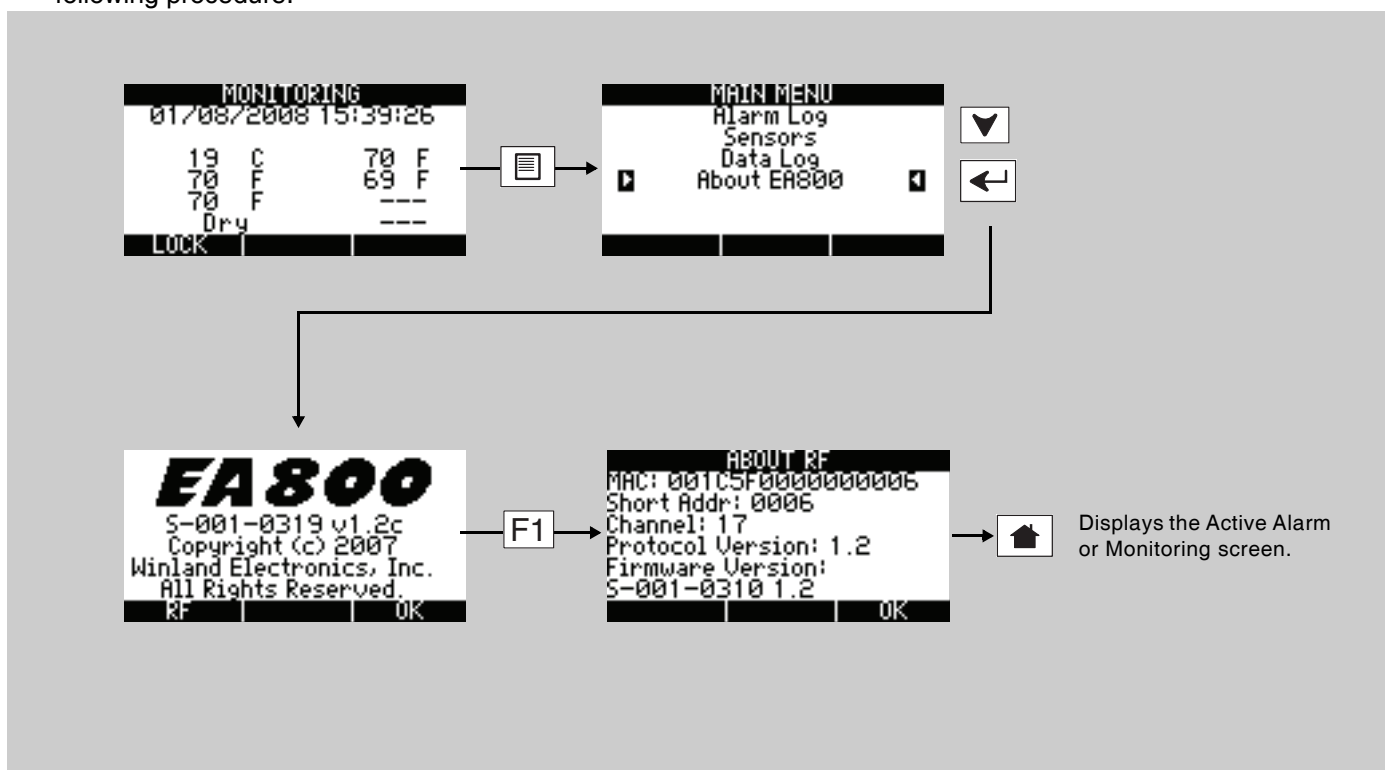 following procedure:
MONITORING
01/08/2008 15:39:26
19 C 70 F
70 F 69 F
70 F ---
Dry ---
LOCK
MAIN MENU
Alarm Log
Sensors
Data Log
About EA800
EA800
S-001-0319 v1.2c
Copyright (c) 2007
Winland Electronics, Inc.
All Rights Reserved.
RF OK
F1
ABOUT RF
MAC: 001C5F0000000006
Short Addr: 0006
Channel: 17
Protocol Version: 1.2
Firmware Version:
S-001-0310 1.2
OK
Displays the Active Alarm
or Monitoring screen.